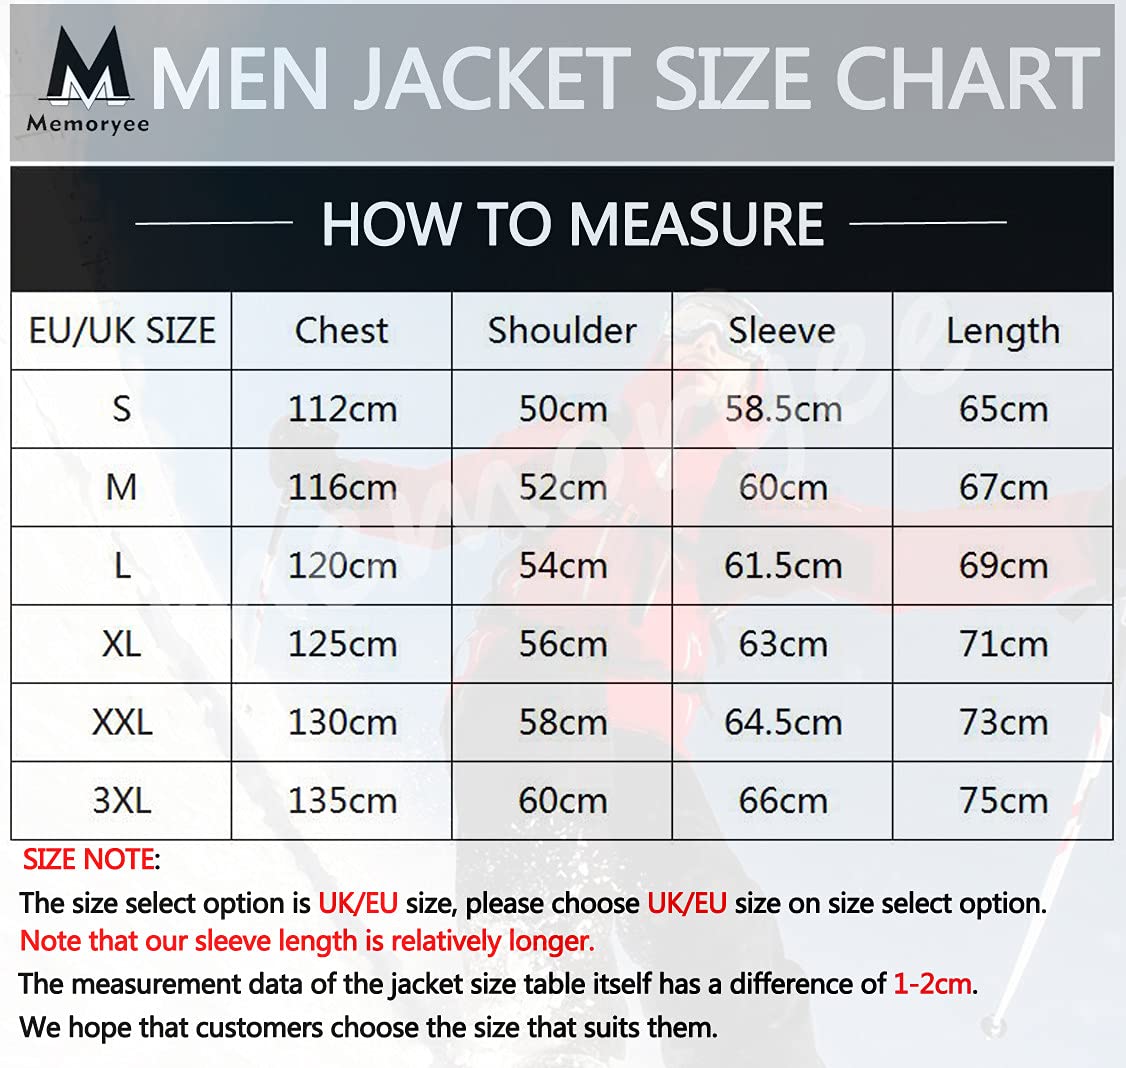 M
Memoryee
MEN JACKET SIZE CHART
HOW TO MEASURE
EU/UK SIZE Chest Shoulder Sleeve Length
S 112cm 50cm 58.5cm 65cm
M 116cm 52cm 60cm 67cm
L 120cm 54cm 61.5cm 69cm
XL 125cm 56cm 63cm 71cm
XXL 130cm 58cm 64.5cm 73cm
3XL 135cm 60cm 66cm 75cm
Memoryee
SIZE NOTE:
The size select option is UK/EU size, please choose UK/EU size on size select option.
Note that our sleeve length is relatively longer.
The measurement data of the jacket size table itself has a difference of 1-2cm.
We hope that customers choose the size that suits them.